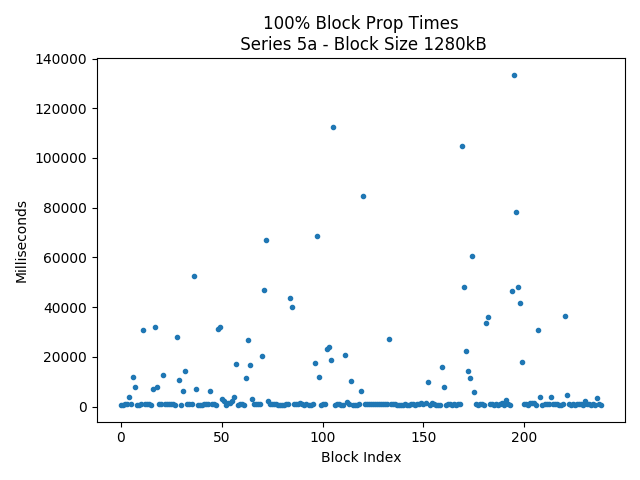 100% Block Prop Times
Series 5a - Block Size 1280kB
Milliseconds
140000
120000
100000
80000
60000
40000
20000
0
0 50 100 150 200
Block Index